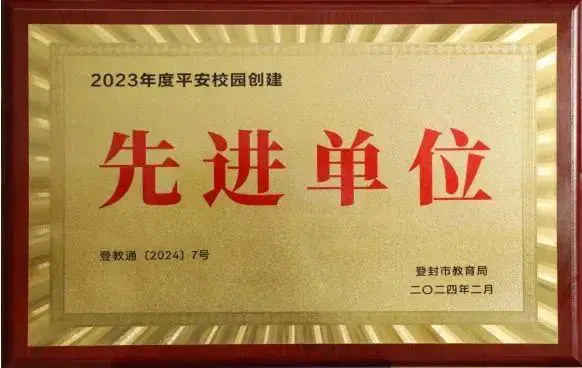 2023年度平安校园创建
先进单位
登教通〔2024〕7号
登封市教育局
二〇二四年二月